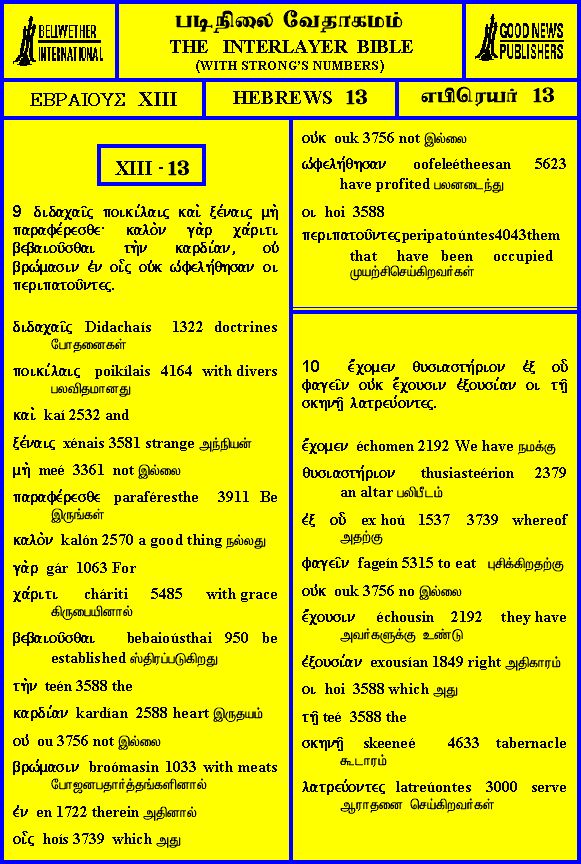 BELLWETHER
INTERNATIONAL
படிநிலை வேதாகமம்
THE INTERLAYER BIBLE
(WITH STRONG'S NUMBERS)
GOOD NEWS
PUBLISHERS
ΕΒΡΑΙΟΥΣ XIII
HEBREWS 13
எபிரெயர் 13
XIII - 13
9 διδαχαῖς ποικίλαις καὶ ξέναις μὴ
παραφέρεσθε· καλὸν γὰρ χάριτι
βεβαιοῦσθαι τὴν καρδίαν, οὐ
βρώμασιν ἐν οἷς οὐκ ὠφελήθησαν οι
περιπατοῦντες.
διδαχαῖς Didachaís 1322 doctrines
போதனைகள்
ποικίλαις poikílais 4164 with divers
பலவிதமானது
καὶ kaí 2532 and
ξέναις xénais 3581 strange அந்நியன்
μὴ meé 3361 not இல்லை
παραφέρεσθε paraféresthe 3911 Be
இருங்கள்
καλὸν kalón 2570 a good thing நல்லது
γὰρ gár 1063 For
χάριτι cháriti 5485 with grace
கிருபையினால்
βεβαιοῦσθαι bebaioústhai 950 be
established ஸ்திரப்படுகிறது
τὴν teén 3588 the
καρδίαν kardían 2588 heart இருதயம்
οὐ ou 3756 not இல்லை
βρώμασιν broómasin 1033 with meats
போஜனபதார்த்தங்களினால்
ἐν en 1722 therein அதினால்
οἷς hoís 3739 which அது
οὐκ ouk 3756 not இல்லை
ὠφελήθησαν oofeleétheesan 5623
have profited பலனடைந்து
οι hoi 3588
περιπατοῦντες peripatoúntes4043them
that have been occupied
முயற்சிசெய்கிறவர்கள்
10 ἔχομεν θυσιαστήριον ἐξ οὗ
φαγεῖν οὐκ ἔχουσιν ἐξουσίαν οι τῇ
σκηνῇ λατρεύοντες.
ἔχομεν échomen 2192 We have நமக்கு
θυσιαστήριον thusiasteérion 2379
an altar பலிபீடம்
ἐξ οὗ ex hoú 1537 3739 whereof
அதற்கு
φαγεῖν fageín 5315 to eat புசிக்கிறதற்கு
οὐκ ouk 3756 no இல்லை
ἔχουσιν échousin 2192 they have
அவர்களுக்கு உண்டு
ἐξουσίαν exousían 1849 right அதிகாரம்
οι hoi 3588 which அது
τῇ teé 3588 the
σκηνῇ skeeneé 4633 tabernacle
கூடாரம்
λατρεύοντες latreúontes 3000 serve
ஆராதனை செய்கிறவர்கள்